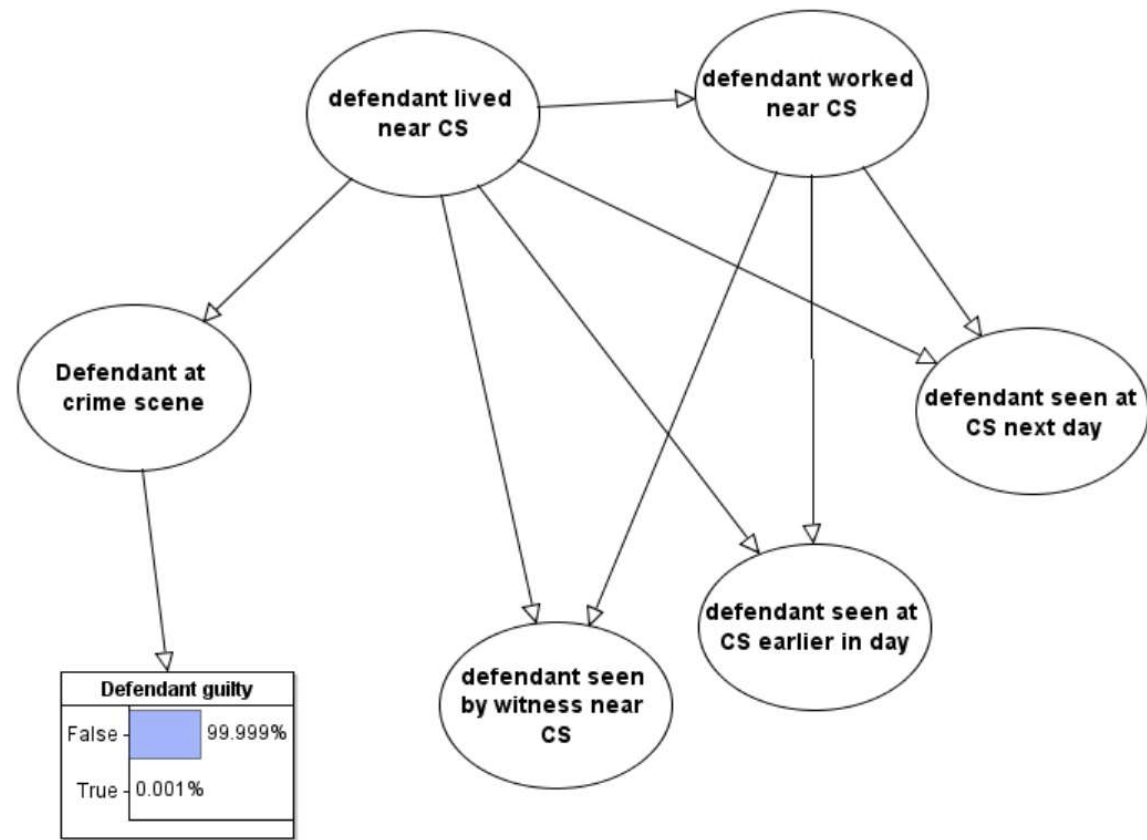 defendant lived
near CS
defendant worked
near CS
Defendant at
crime scene
defendant seen at
CS next day
defendant seen at
CS earlier in day
defendant seen
by witness near
CS
Defendant guilty
False 99.999%
True 0.001%